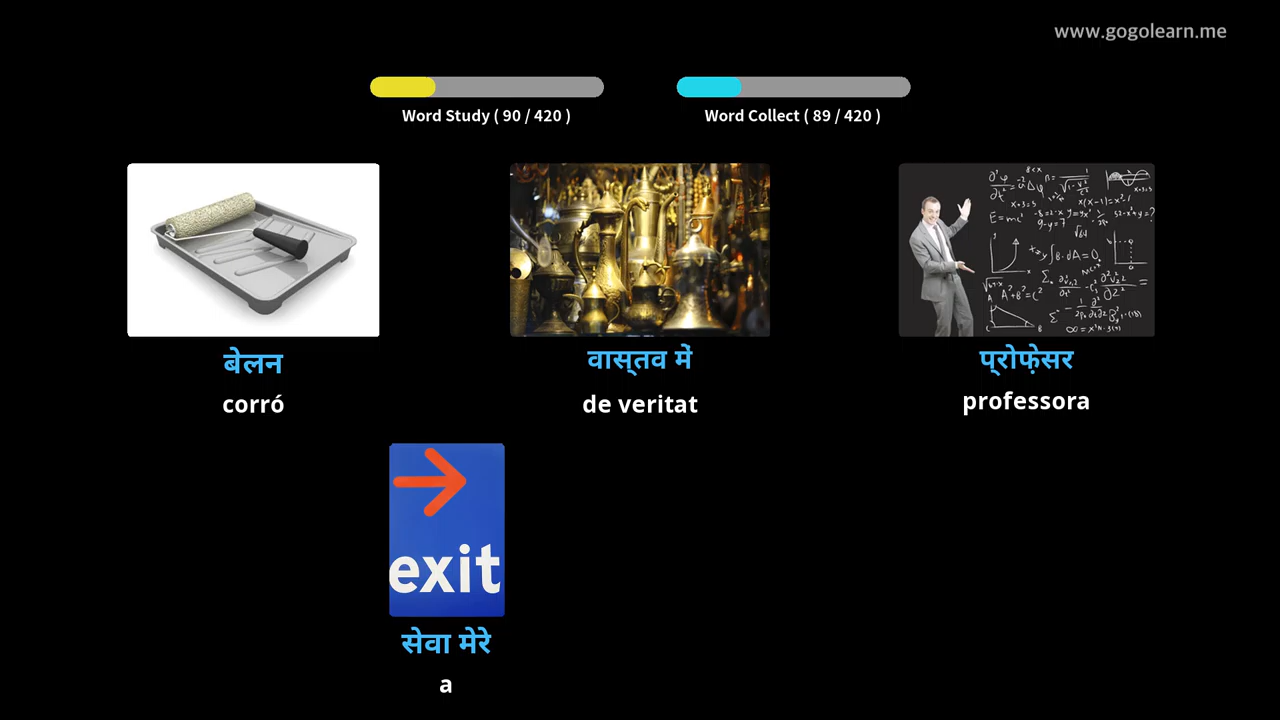 www.gogolearn.me
Word Study ( 90 / 420 )
Word Collect ( 89 / 420 )
बेलन
corró
वास्तव में
de veritat
प्रोफ़ेसर
professora
exit
सेवा मेरे
a